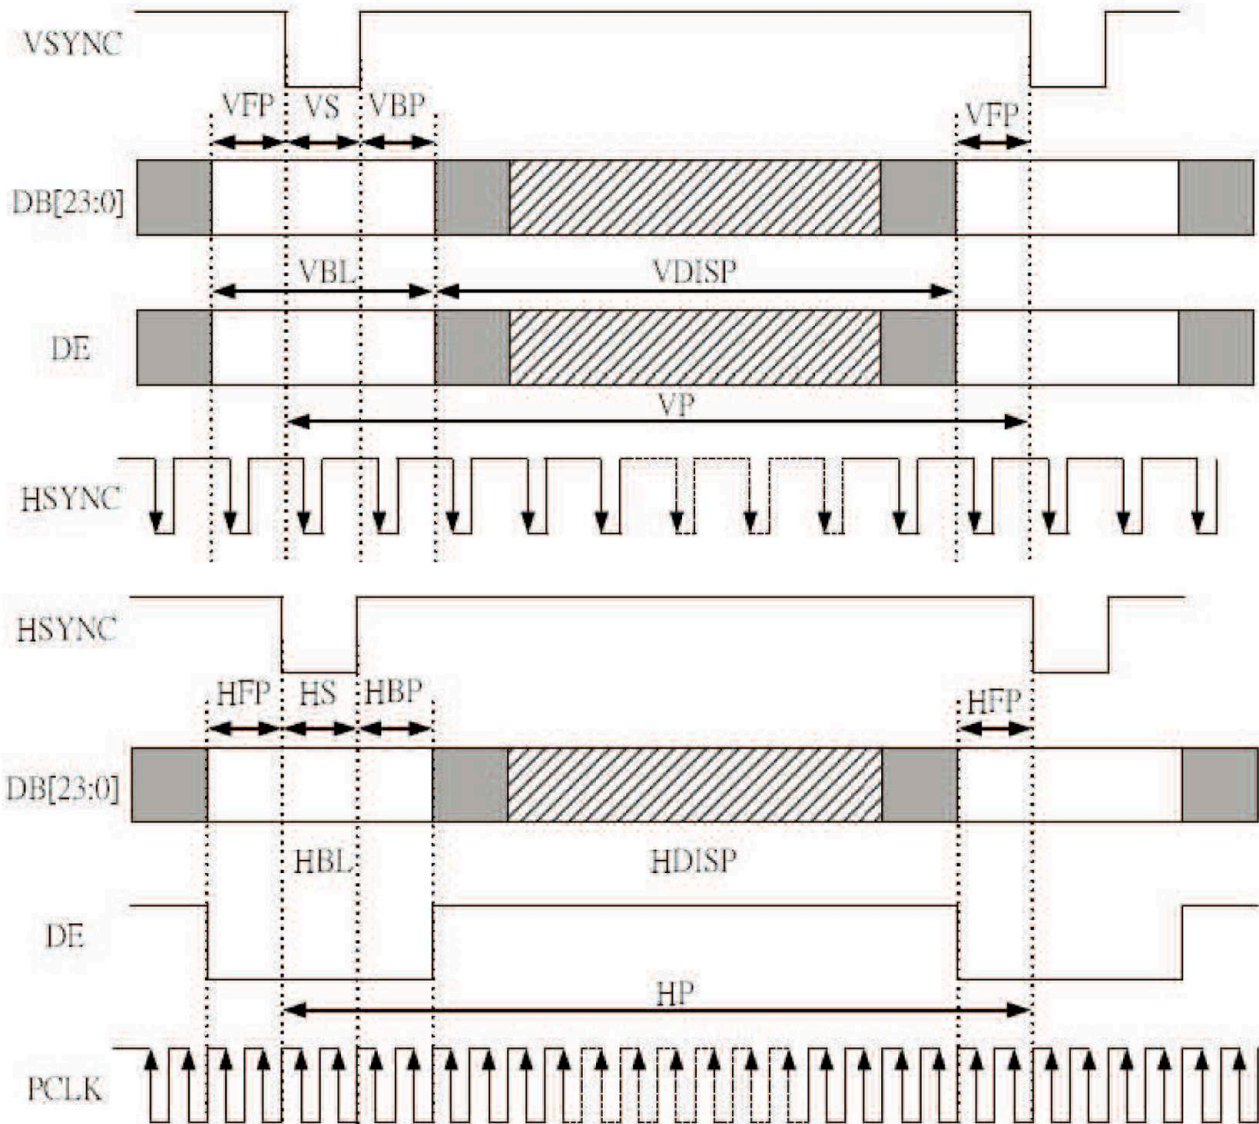 VSYNC
VFP VS VBP VFP
DB[23:0]
VBL VDISP
DE
VP
HSYNC
HSYNC
HFP HS HBP HFP
DB[23:0]
HBL HDISP
DE
HP
PCLK